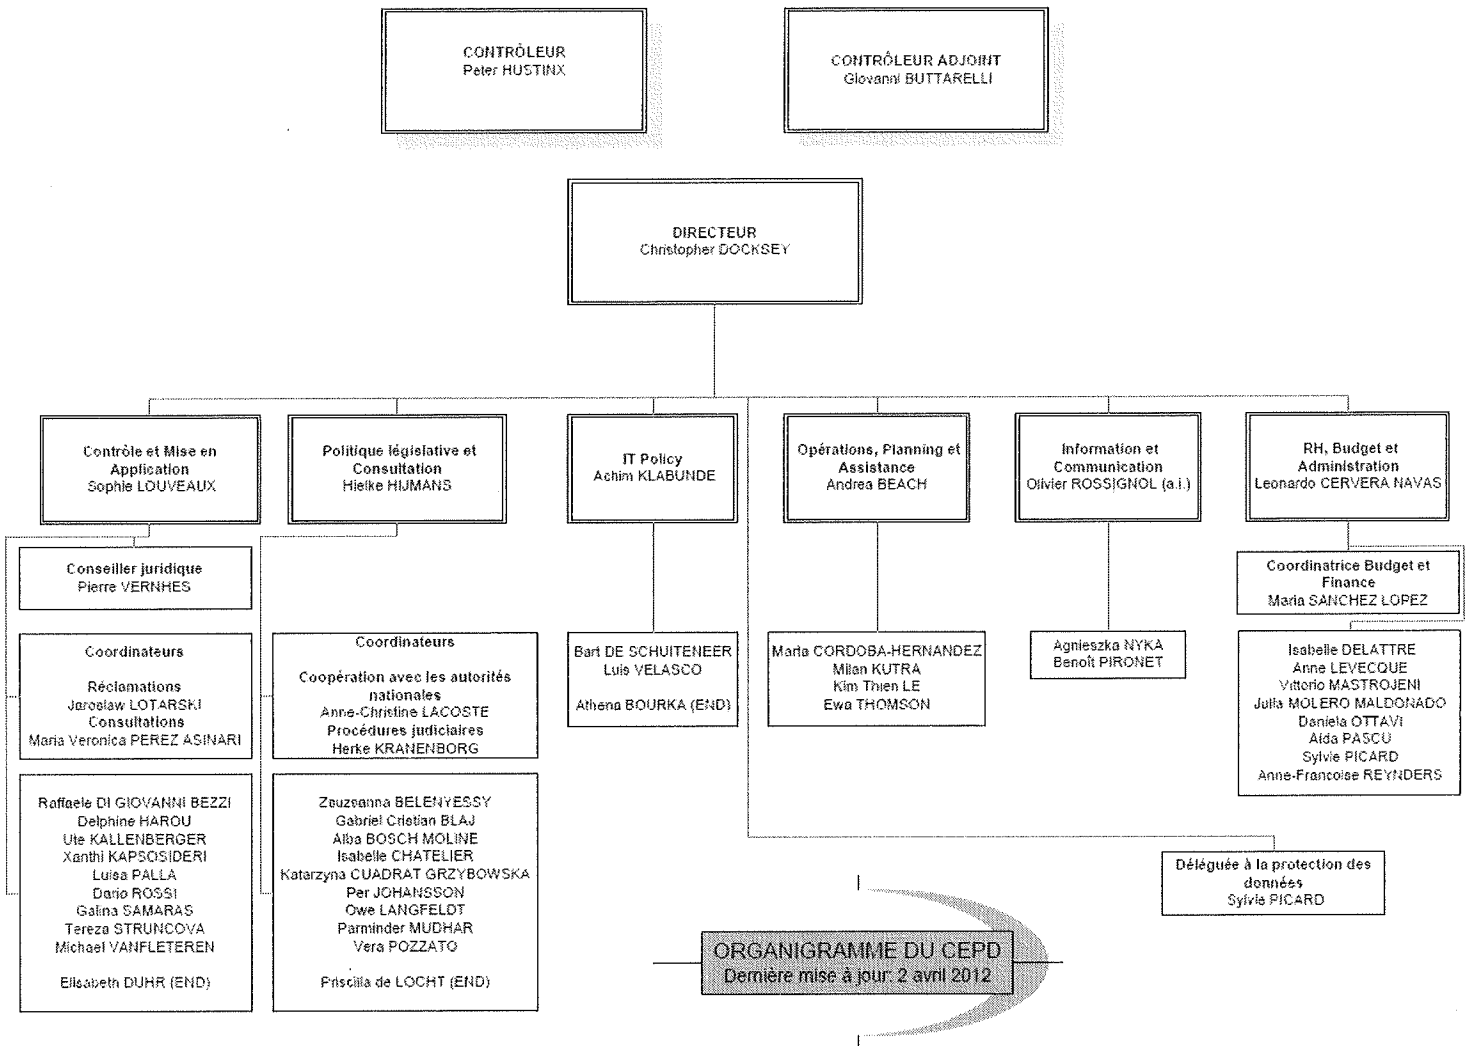 CONTRÔLEUR
Peter HUSTINX
CONTRÔLEUR ADJOINT
Giovanni BUTTARELLI
DIRECTEUR
Christopher DOCKSEY
Contrôle et Mise en
Application
Sophie LOUVEAUX
Politique législative et
Consultation
Hielke HIJMANS
IT Policy
Achim KLABUNDE
Opérations, Planning et
Assistance
Andrea BEACH
Information et
Communication
Olivier ROSSIGNOL (a.i.)
RH, Budget et
Administration
Leonardo CERVERA NAVAS
Conseiller juridique
Pierre VERNHES
Coordinatrice Budget et
Finance
Maria SANCHEZ LOPEZ
Coordinateurs
Réclamations
Jaroslaw LOTARSKI
Consultations
Maria Veronica PEREZ ASINARI
Coordinateurs
Coopération avec les autorités
nationales
Anne-Christine LACOSTE
Procédures judiciaires
Herke KRANENBORG
Bart DE SCHUITENEER
Luis VELASCO
Athena BOURKA (END)
Marta CORDOBA-HERNANDEZ
Milan KUTRA
Kim Thien LE
Ewa THOMSON
Agnieszka NYKA
Benoît PIRONET
Isabelle DELATTRE
Anne LEVECQUE
Vittorio MASTROJENI
Julia MOLERO MALDONADO
Daniela OTTAVI
Aida PASCU
Sylvie PICARD
Anne-Francoise REYNDERS
Raffaele DI GIOVANNI BEZZI
Delphine HAROU
Ute KALLENBERGER
Xanthi KAPSOSIDERI
Luisa PALLA
Dario ROSSI
Galina SAMARAS
Tereza STRUNCOVA
Michael VANFLETEREN
Elisabeth DUHR (END)
Zsuzsanna BELENYESSY
Gabriel Cristian BLAJ
Alba BOSCH MOLINE
Isabelle CHATELIER
Katarzyna CUADRAT GRZYBOWSKA
Per JOHANSSON
Owe LANGFELDT
Parminder MUDHAR
Vera POZZATO
Priscilla de LOCHT (END)
Déléguée à la protection des
données
Sylvie PICARD
ORGANIGRAMME DU CEPD
Dernière mise à jour: 2 avril 2012